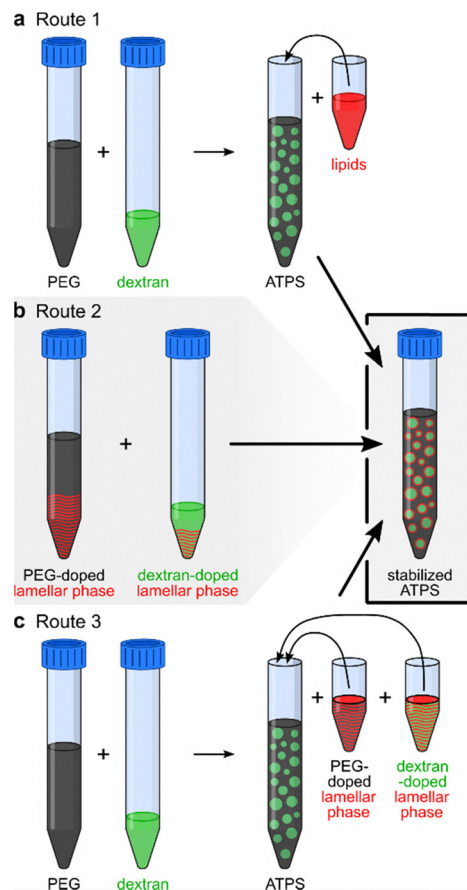 a Route 1
PEG
+
dextran
ATPS
+
lipids
b Route 2
PEG-doped
lamellar phase
+
dextran-doped
lamellar phase
stabilized
ATPS
c Route 3
PEG
+
dextran
ATPS
+
PEG-
doped
lamellar
phase
+
dextran
-doped
lamellar
phase